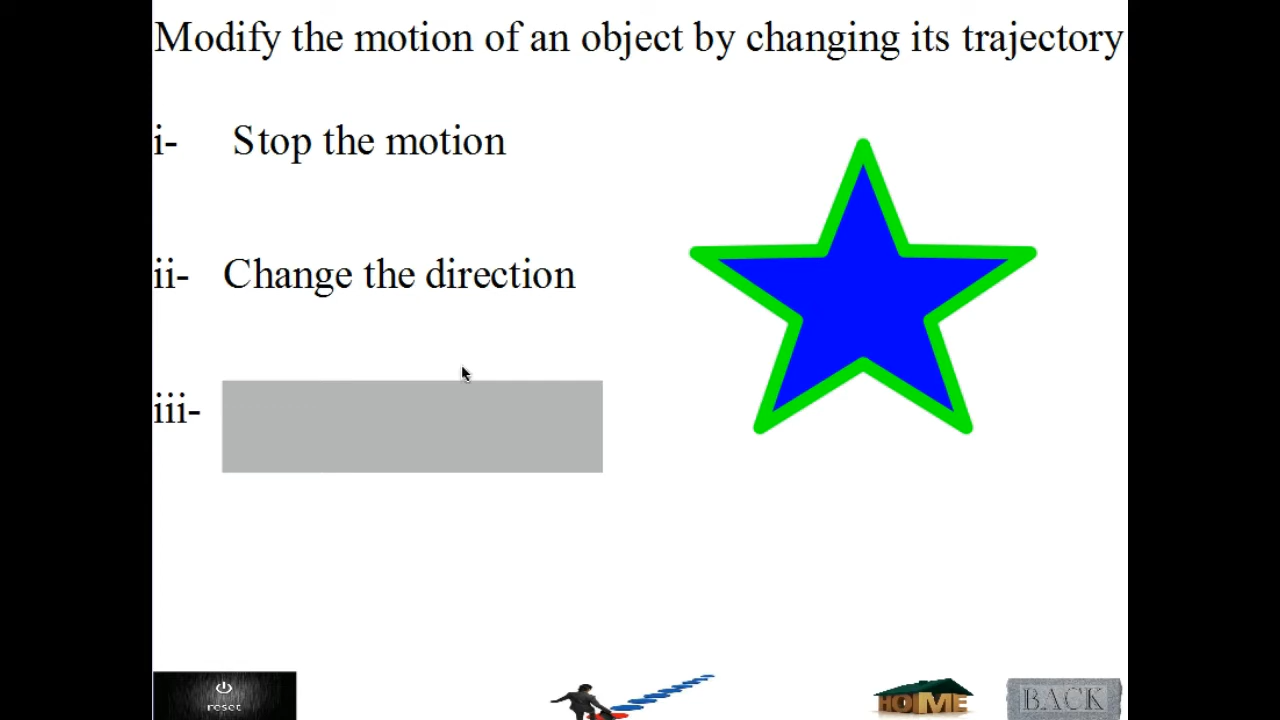 Modify the motion of an object by changing its trajectory
i- Stop the motion
ii- Change the direction
iii-
reset
HOME
BACK